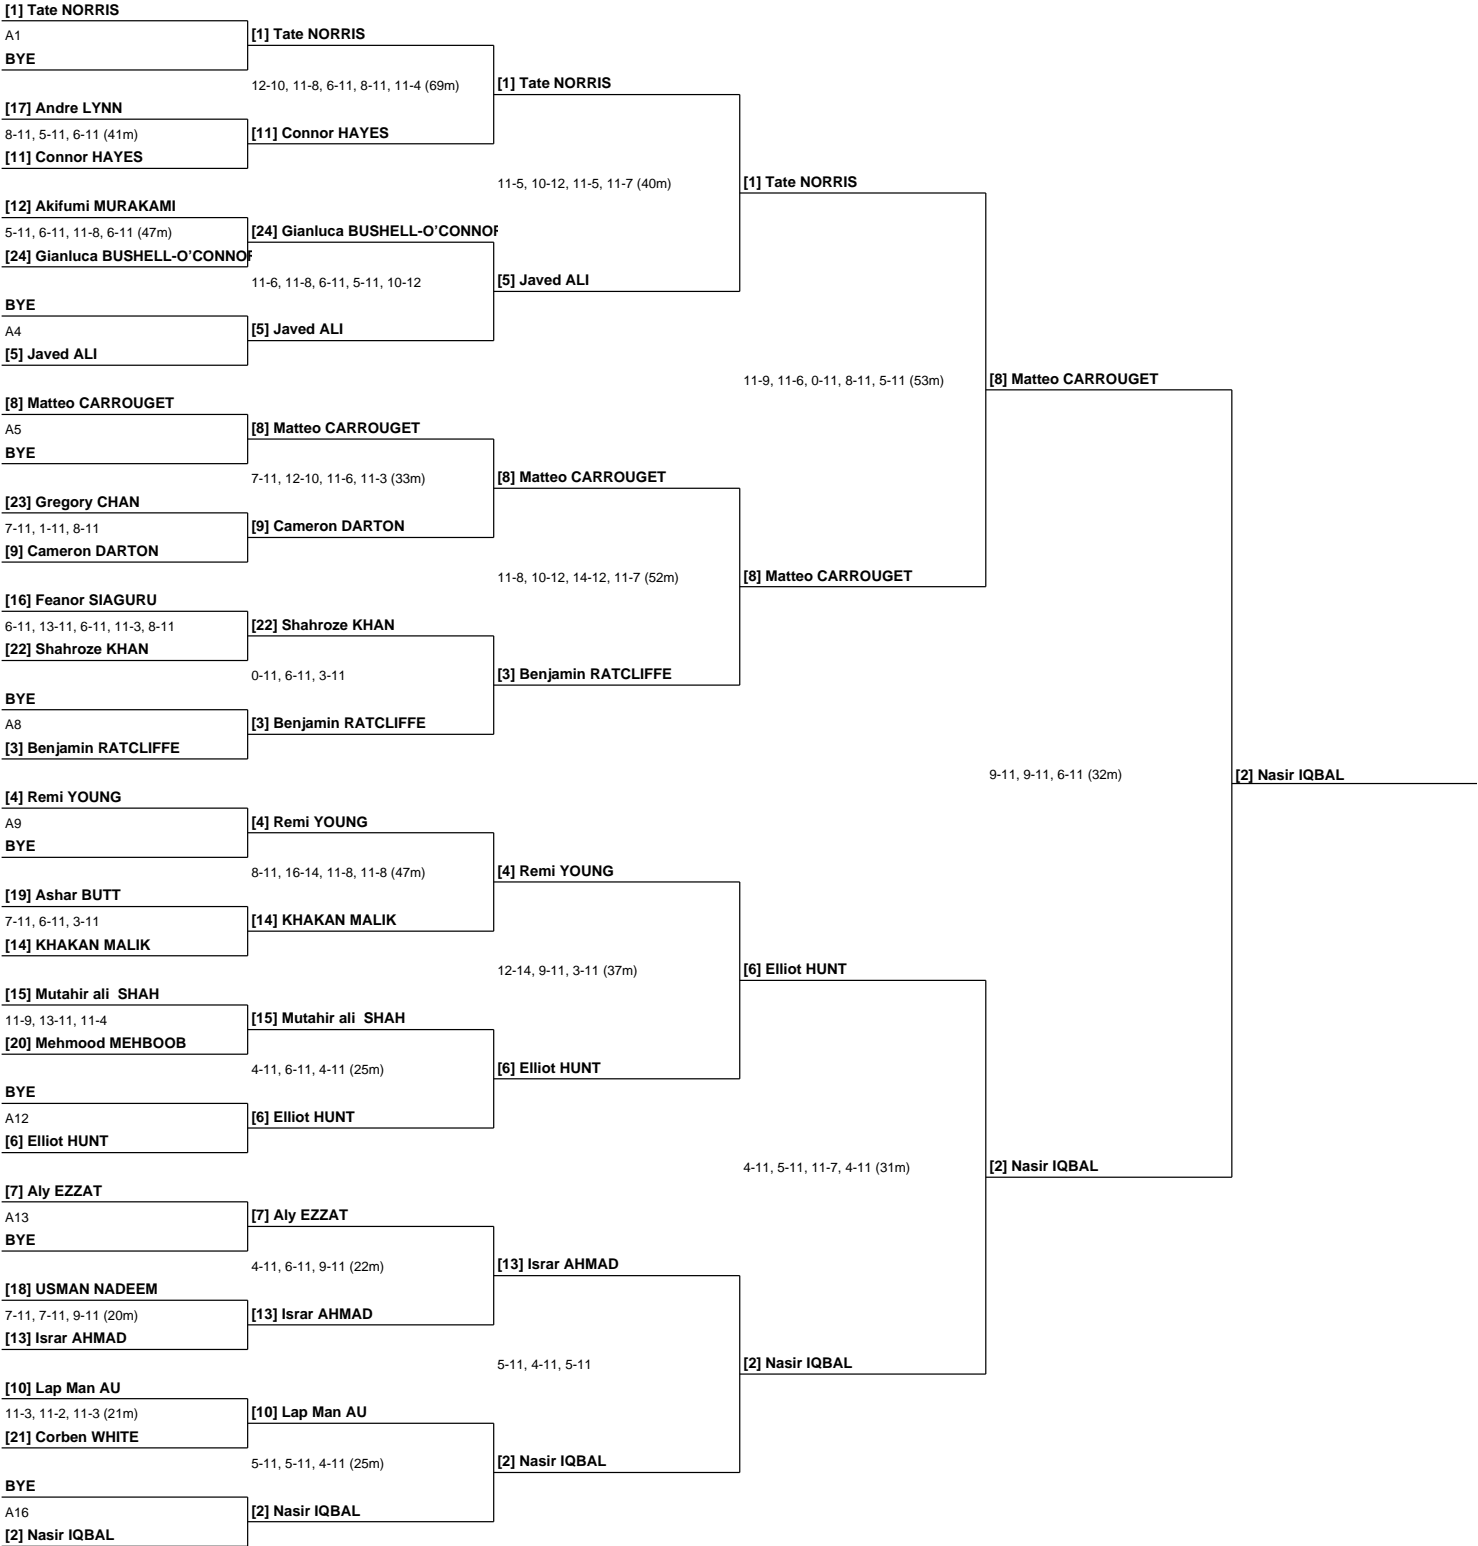 [1] Tate NORRIS
A1
BYE
[1] Tate NORRIS
12-10, 11-8, 6-11, 8-11, 11-4 (69m)
[1] Tate NORRIS
[17] Andre LYNN
8-11, 5-11, 6-11 (41m)
[11] Connor HAYES
[11] Connor HAYES
11-5, 10-12, 11-5, 11-7 (40m)
[1] Tate NORRIS
[12] Akifumi MURAKAMI
5-11, 6-11, 11-8, 6-11 (47m)
[24] Gianluca BUSHELL-O'CONNOR
[24] Gianluca BUSHELL-O'CONNOR
11-6, 11-8, 6-11, 5-11, 10-12
[5] Javed ALI
BYE
A4
[5] Javed ALI
[5] Javed ALI
11-9, 11-6, 0-11, 8-11, 5-11 (53m)
[8] Matteo CARROUGET
[8] Matteo CARROUGET
A5
BYE
[8] Matteo CARROUGET
7-11, 12-10, 11-6, 11-3 (33m)
[8] Matteo CARROUGET
[23] Gregory CHAN
7-11, 1-11, 8-11
[9] Cameron DARTON
[9] Cameron DARTON
11-8, 10-12, 14-12, 11-7 (52m)
[8] Matteo CARROUGET
[16] Feanor SIAGURU
6-11, 13-11, 6-11, 11-3, 8-11
[22] Shahroze KHAN
[22] Shahroze KHAN
0-11, 6-11, 3-11
[3] Benjamin RATCLIFFE
BYE
A8
[3] Benjamin RATCLIFFE
[3] Benjamin RATCLIFFE
9-11, 9-11, 6-11 (32m)
[2] Nasir IQBAL
[4] Remi YOUNG
A9
BYE
[4] Remi YOUNG
8-11, 16-14, 11-8, 11-8 (47m)
[4] Remi YOUNG
[19] Ashar BUTT
7-11, 6-11, 3-11
[14] KHAKAN MALIK
[14] KHAKAN MALIK
12-14, 9-11, 3-11 (37m)
[6] Elliot HUNT
[15] Mutahir ali  SHAH
11-9, 13-11, 11-4
[20] Mehmood MEHBOOB
[15] Mutahir ali  SHAH
4-11, 6-11, 4-11 (25m)
[6] Elliot HUNT
BYE
A12
[6] Elliot HUNT
[6] Elliot HUNT
4-11, 5-11, 11-7, 4-11 (31m)
[2] Nasir IQBAL
[7] Aly EZZAT
A13
BYE
[7] Aly EZZAT
4-11, 6-11, 9-11 (22m)
[13] Israr AHMAD
[18] USMAN NADEEM
7-11, 7-11, 9-11 (20m)
[13] Israr AHMAD
[13] Israr AHMAD
5-11, 4-11, 5-11
[2] Nasir IQBAL
[10] Lap Man AU
11-3, 11-2, 11-3 (21m)
[21] Corben WHITE
[10] Lap Man AU
5-11, 5-11, 4-11 (25m)
[2] Nasir IQBAL
BYE
A16
[2] Nasir IQBAL
[2] Nasir IQBAL